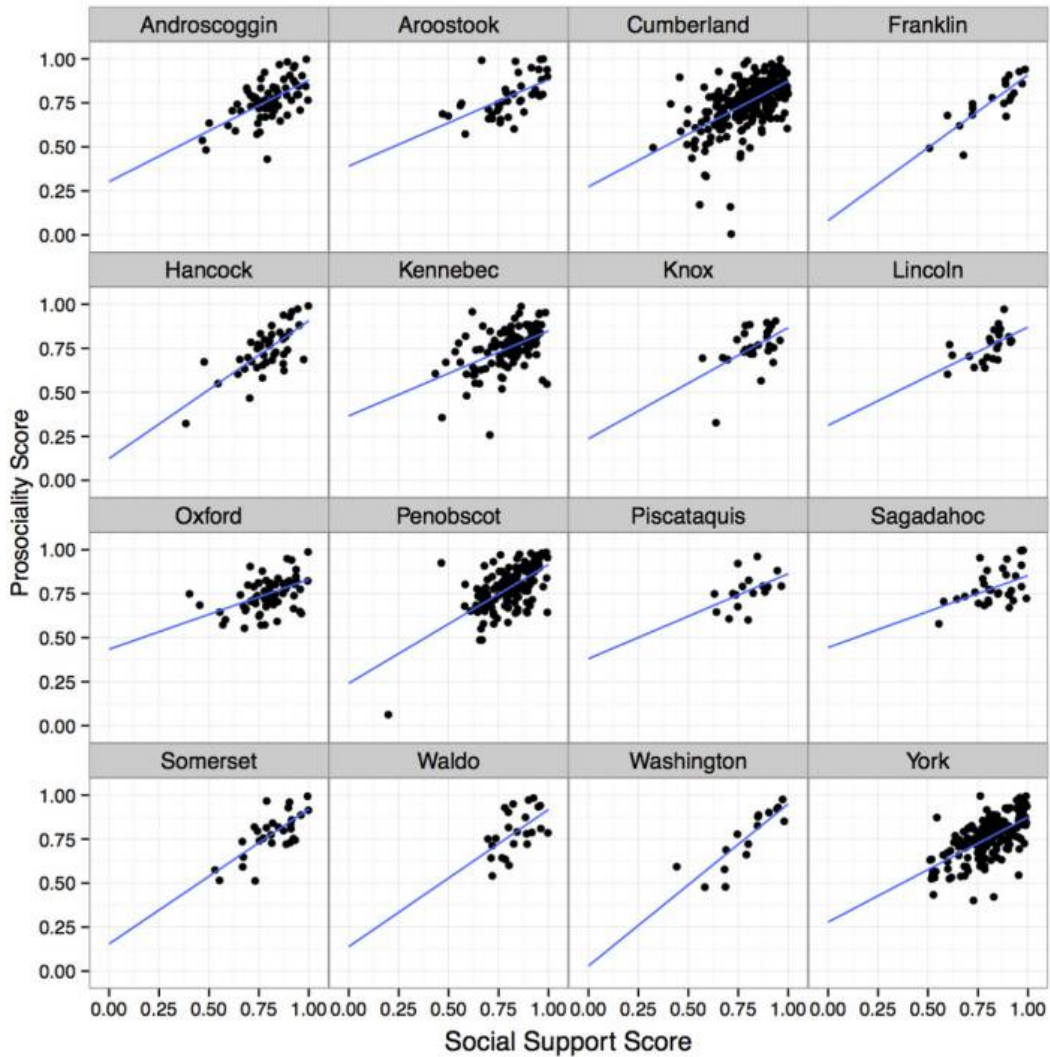 Androscoggin Aroostook Cumberland Franklin
1.00
0.75
0.50
0.25
0.00
Hancock Kennebec Knox Lincoln
1.00
0.75
0.50
0.25
0.00
Prosociality Score
Oxford Penobscot Piscataquis Sagadahoc
1.00
0.75
0.50
0.25
0.00
Somerset Waldo Washington York
1.00
0.75
0.50
0.25
0.00
0.00 0.25 0.50 0.75 1.00 0.00 0.25 0.50 0.75 1.00 0.00 0.25 0.50 0.75 1.00 0.00 0.25 0.50 0.75 1.00
Social Support Score